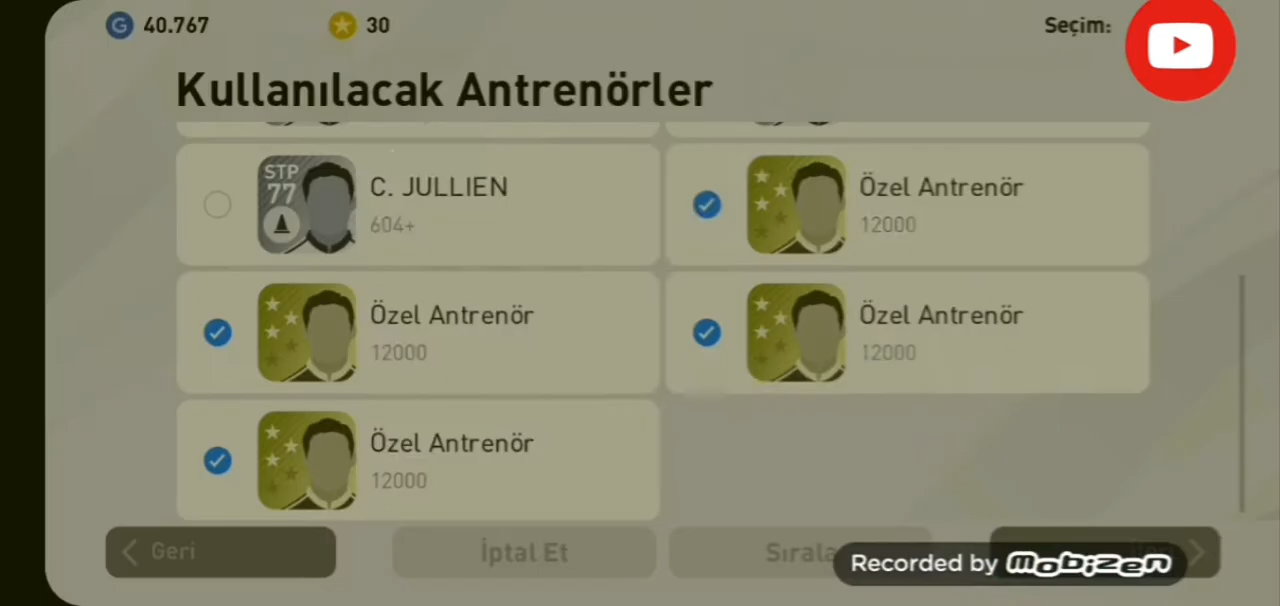 40.767
30
Seçim:
Kullanılacak Antrenörler
STP
77
C. JULLIEN
604+
Özel Antrenör
12000
Özel Antrenör
12000
Özel Antrenör
12000
Özel Antrenör
12000
Geri
İptal Et
Sırala
Recorded by mobizen